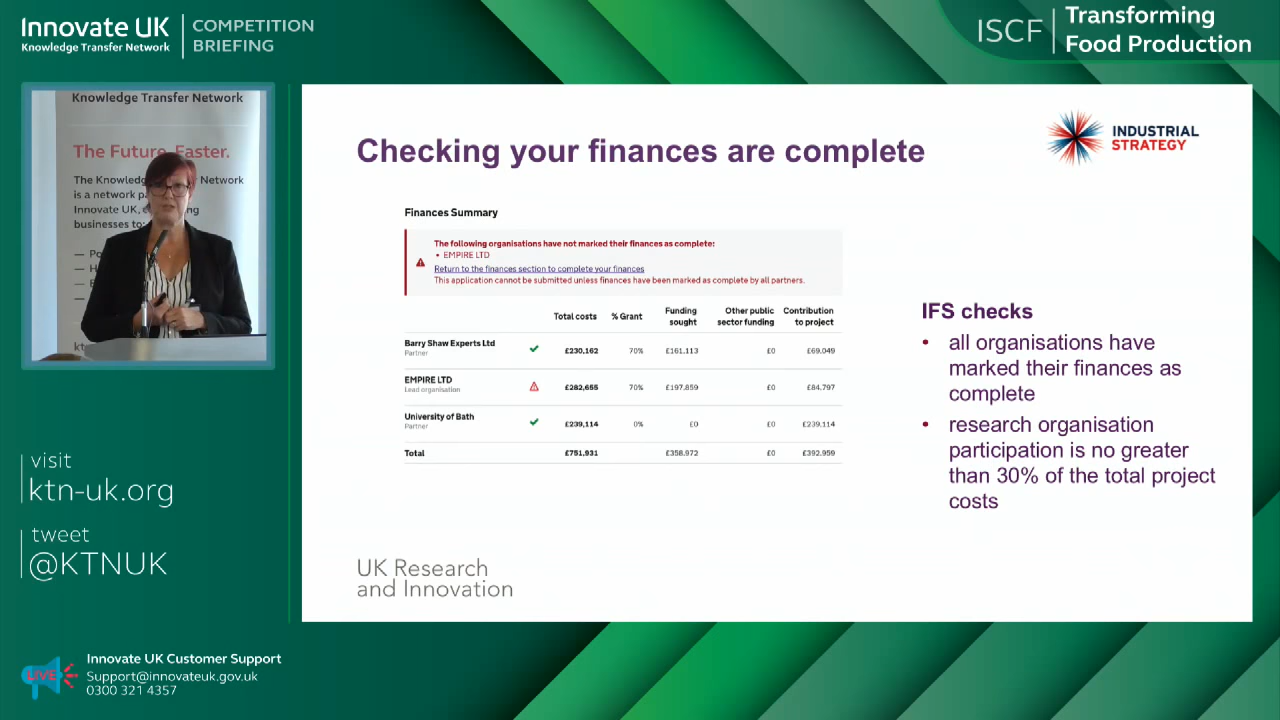 Innovate UK
Knowledge Transfer Network
COMPETITION
BRIEFING
ISCF
Transforming
Food Production
Knowledge Transfer Network
The Future Faster.
The Knowled Network
is a network p
Innovate UK, ing
businesses to
visit
ktn-uk.org
tweet
@KTNUK
LIVE
Innovate UK Customer Support
Support@innovateuk.gov.uk
0300 321 4357
Checking your finances are complete
INDUSTRIAL
STRATEGY
Finances Summary
The following organisations have not marked their finances as complete:
• EMPIRE LTD
Return to the finances section to complete your finances
This application cannot be submitted unless finances have been marked as complete by all partners.
Total costs % Grant Funding sought Other public sector funding Contribution to project
Barry Shaw Experts Ltd £230,162 70% £161,113 £0 £69,049
Partner
EMPIRE LTD £282,655 70% £197,859 £0 £84,797
Lead organisation
University of Bath £239,114 0% £0 £0 £239,114
Partner
Total £751,931 £358,972 £0 £392,959
IFS checks
• all organisations have
marked their finances as
complete
• research organisation
participation is no greater
than 30% of the total project
costs
UK Research
and Innovation